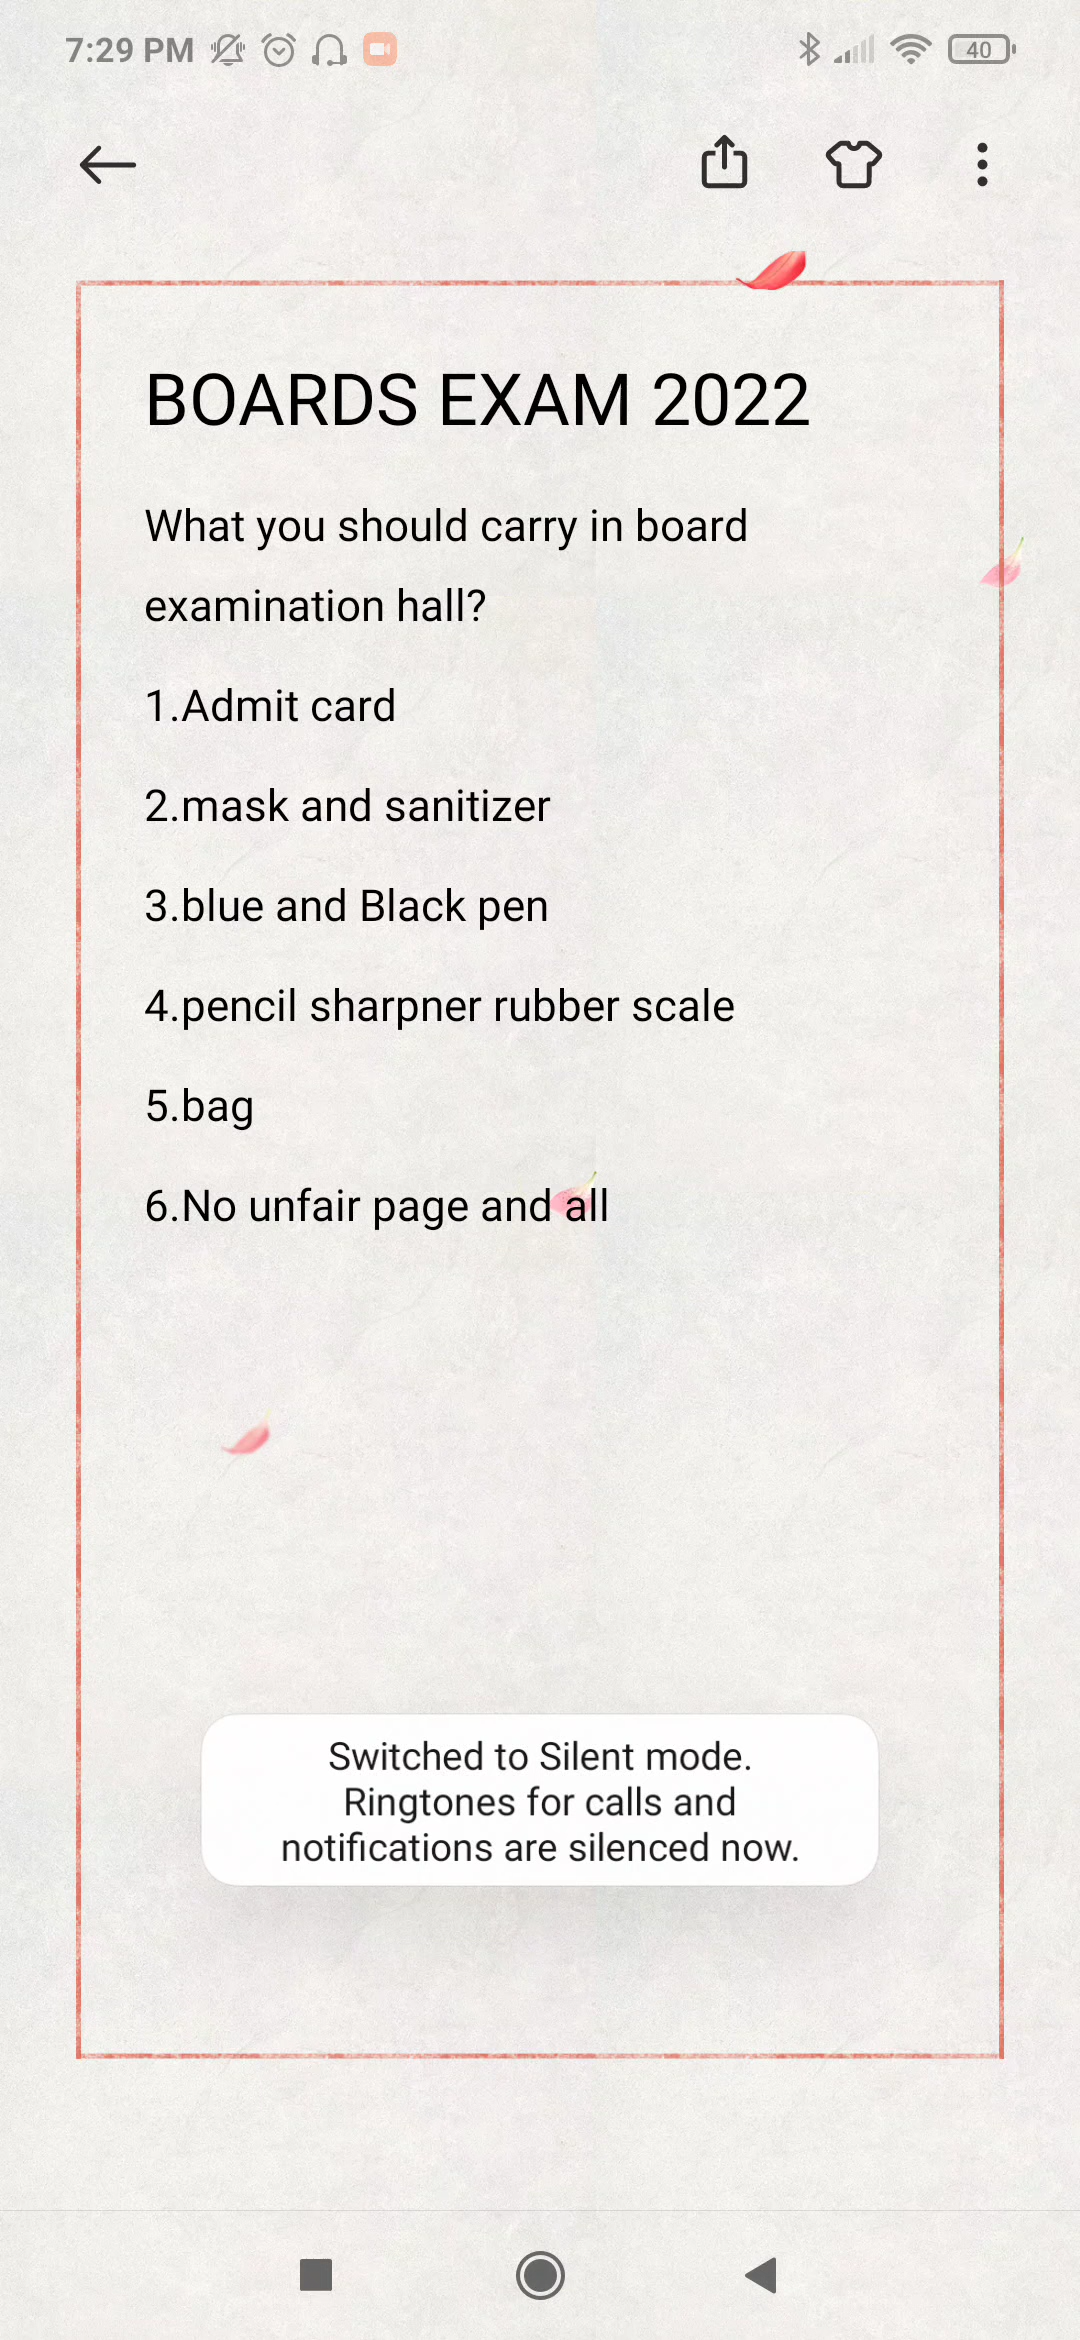 7:29 PM
40
BOARDS EXAM 2022
What you should carry in board
examination hall?
1.Admit card
2.mask and sanitizer
3.blue and Black pen
4.pencil sharpner rubber scale
5.bag
6.No unfair page and all
Switched to Silent mode.
Ringtones for calls and
notifications are silenced now.